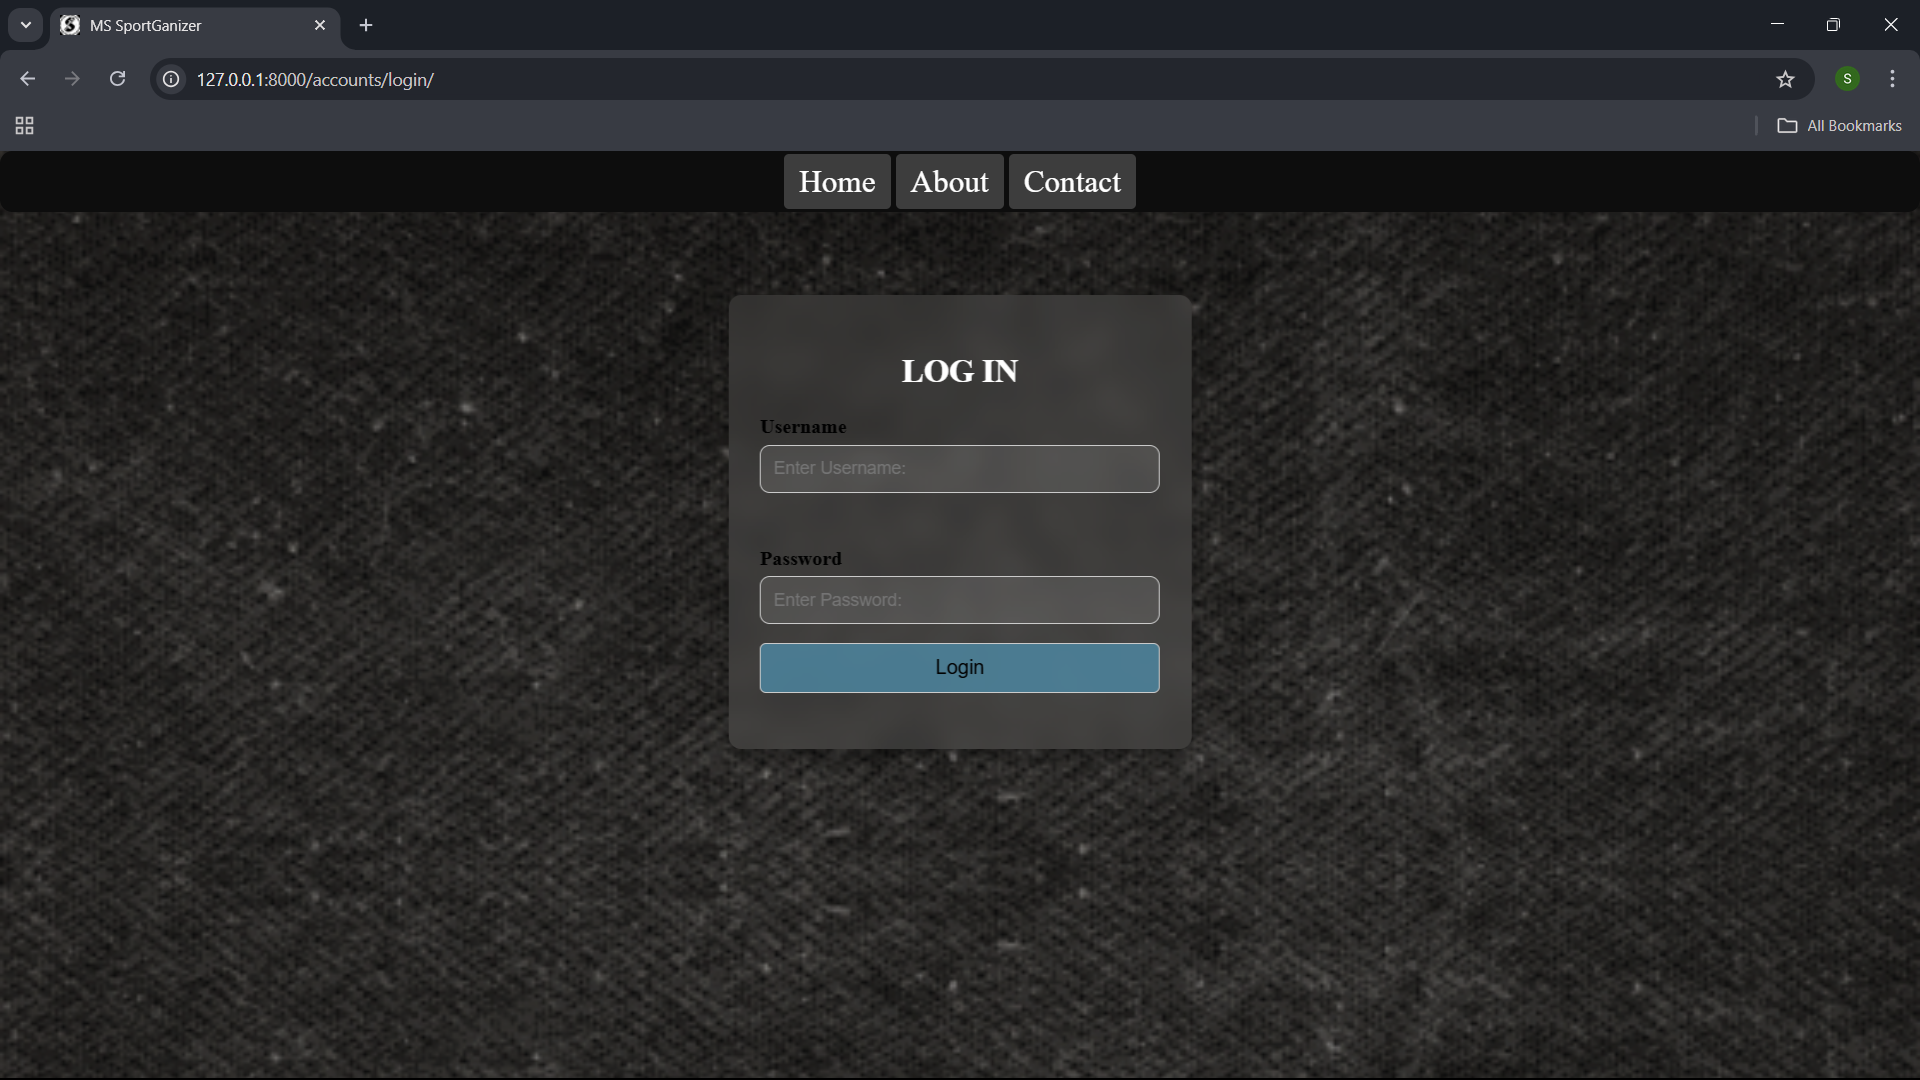 MS SportGanizer
127.0.0.1:8000/accounts/login/
S
All Bookmarks
Home About Contact
LOG IN
Username
Enter Username:
Password
Enter Password:
Login